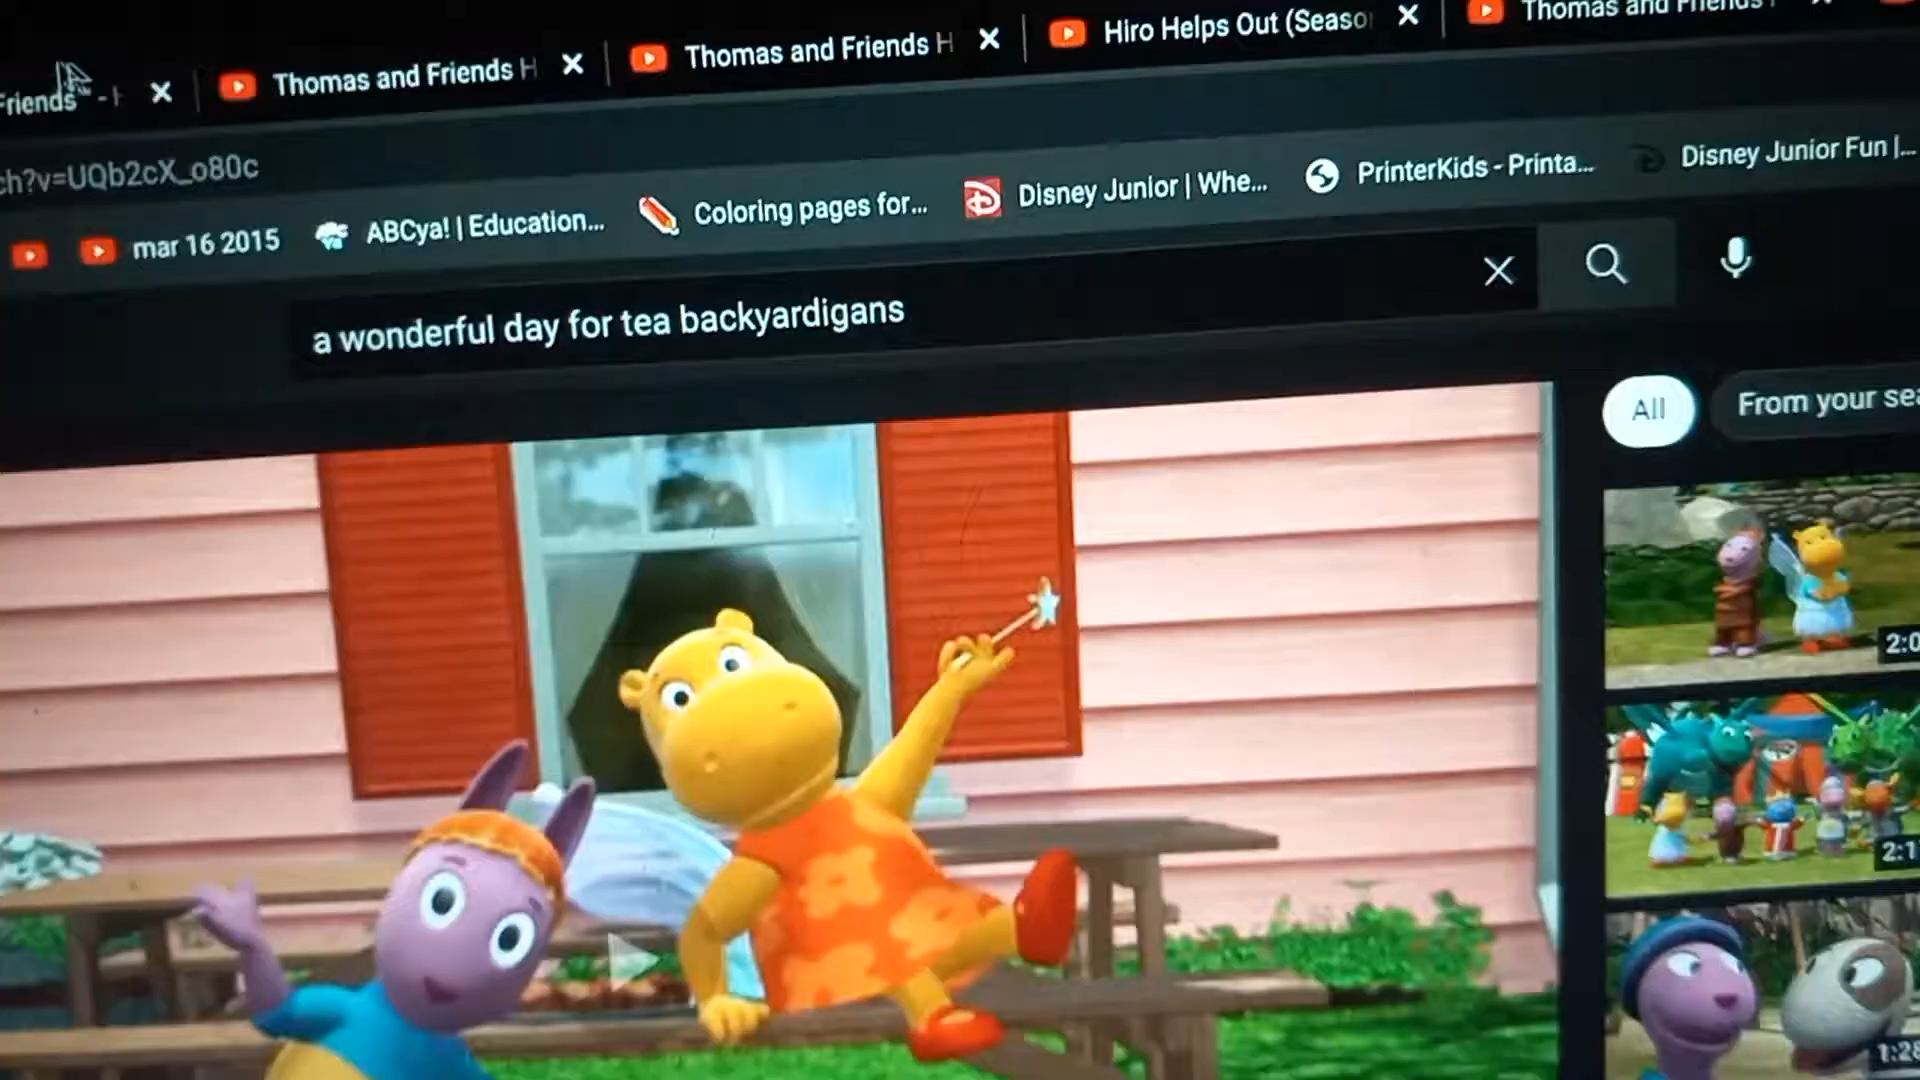 Friends - H
Thomas and Friends H
Thomas and Friends H
Hiro Helps Out (Seaso
Thomas and Friends
ch?v=UQb2cX_o80c
mar 16 2015
ABCya! | Education...
Coloring pages for...
Disney Junior | Whe...
PrinterKids - Printa...
Disney Junior Fun |...
a wonderful day for tea backyardigans
All
From your sea
2:0
2:1
1:28